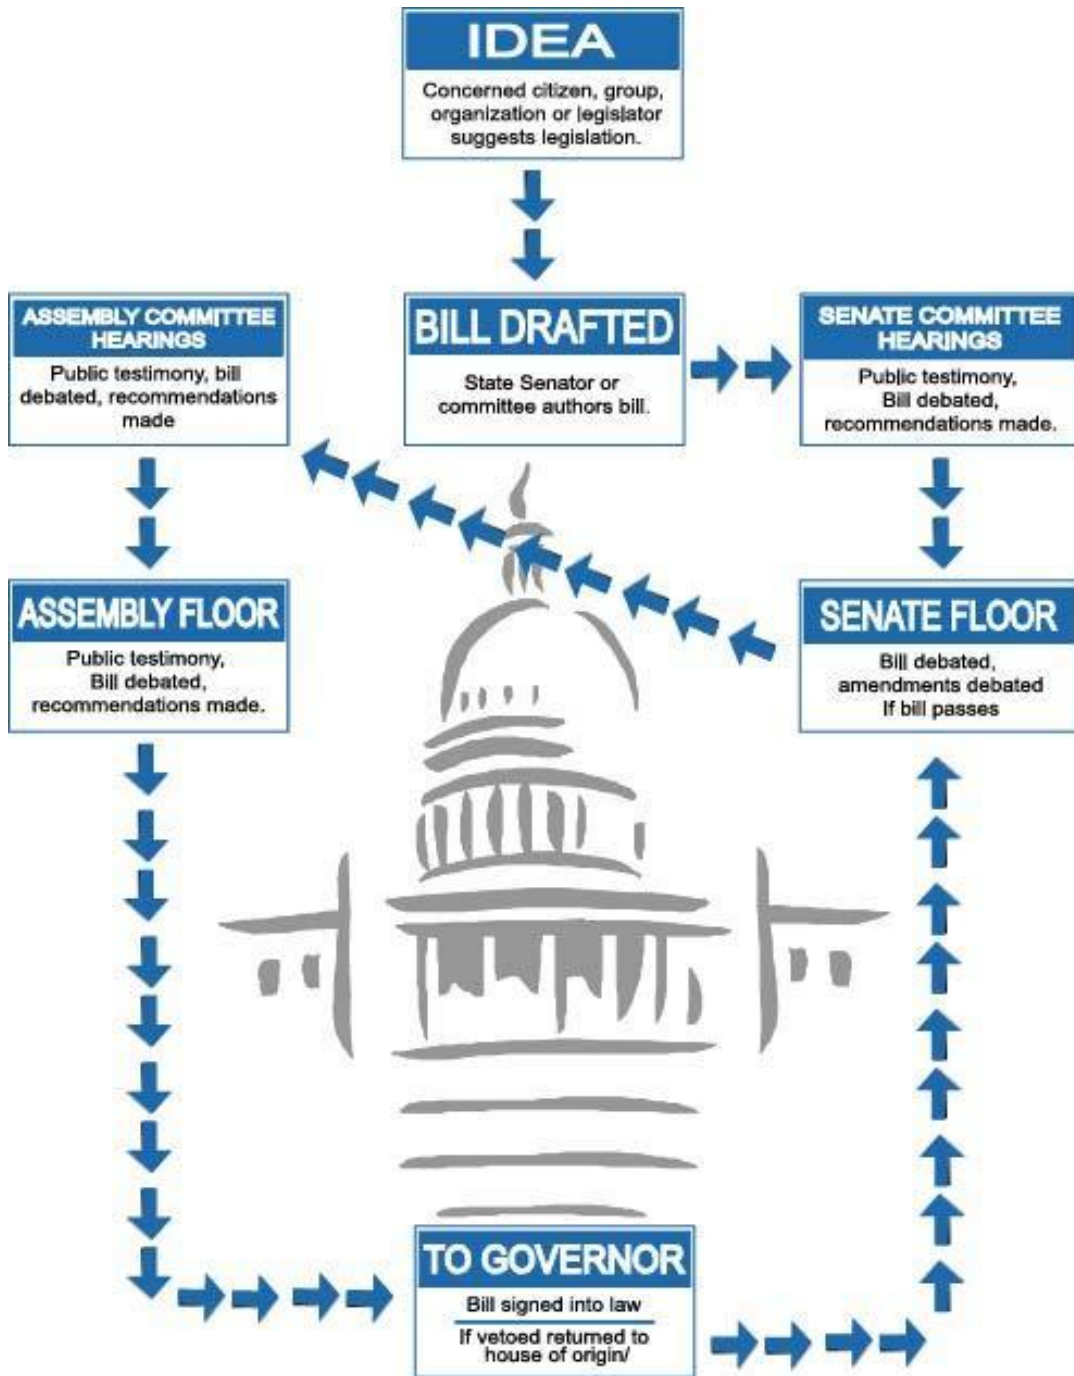 IDEA
Concerned citizen, group,
organization or legislator
suggests legislation.
BILL DRAFTED
State Senator or
committee authors bill.
SENATE COMMITTEE
HEARINGS
Public testimony,
Bill debated,
recommendations made.
SENATE FLOOR
Bill debated,
amendments debated
If bill passes
ASSEMBLY COMMITTEE
HEARINGS
Public testimony, bill
debated, recommendations
made
ASSEMBLY FLOOR
Public testimony,
Bill debated,
recommendations made.
TO GOVERNOR
Bill signed into law
If vetoed returned to
house of origin/